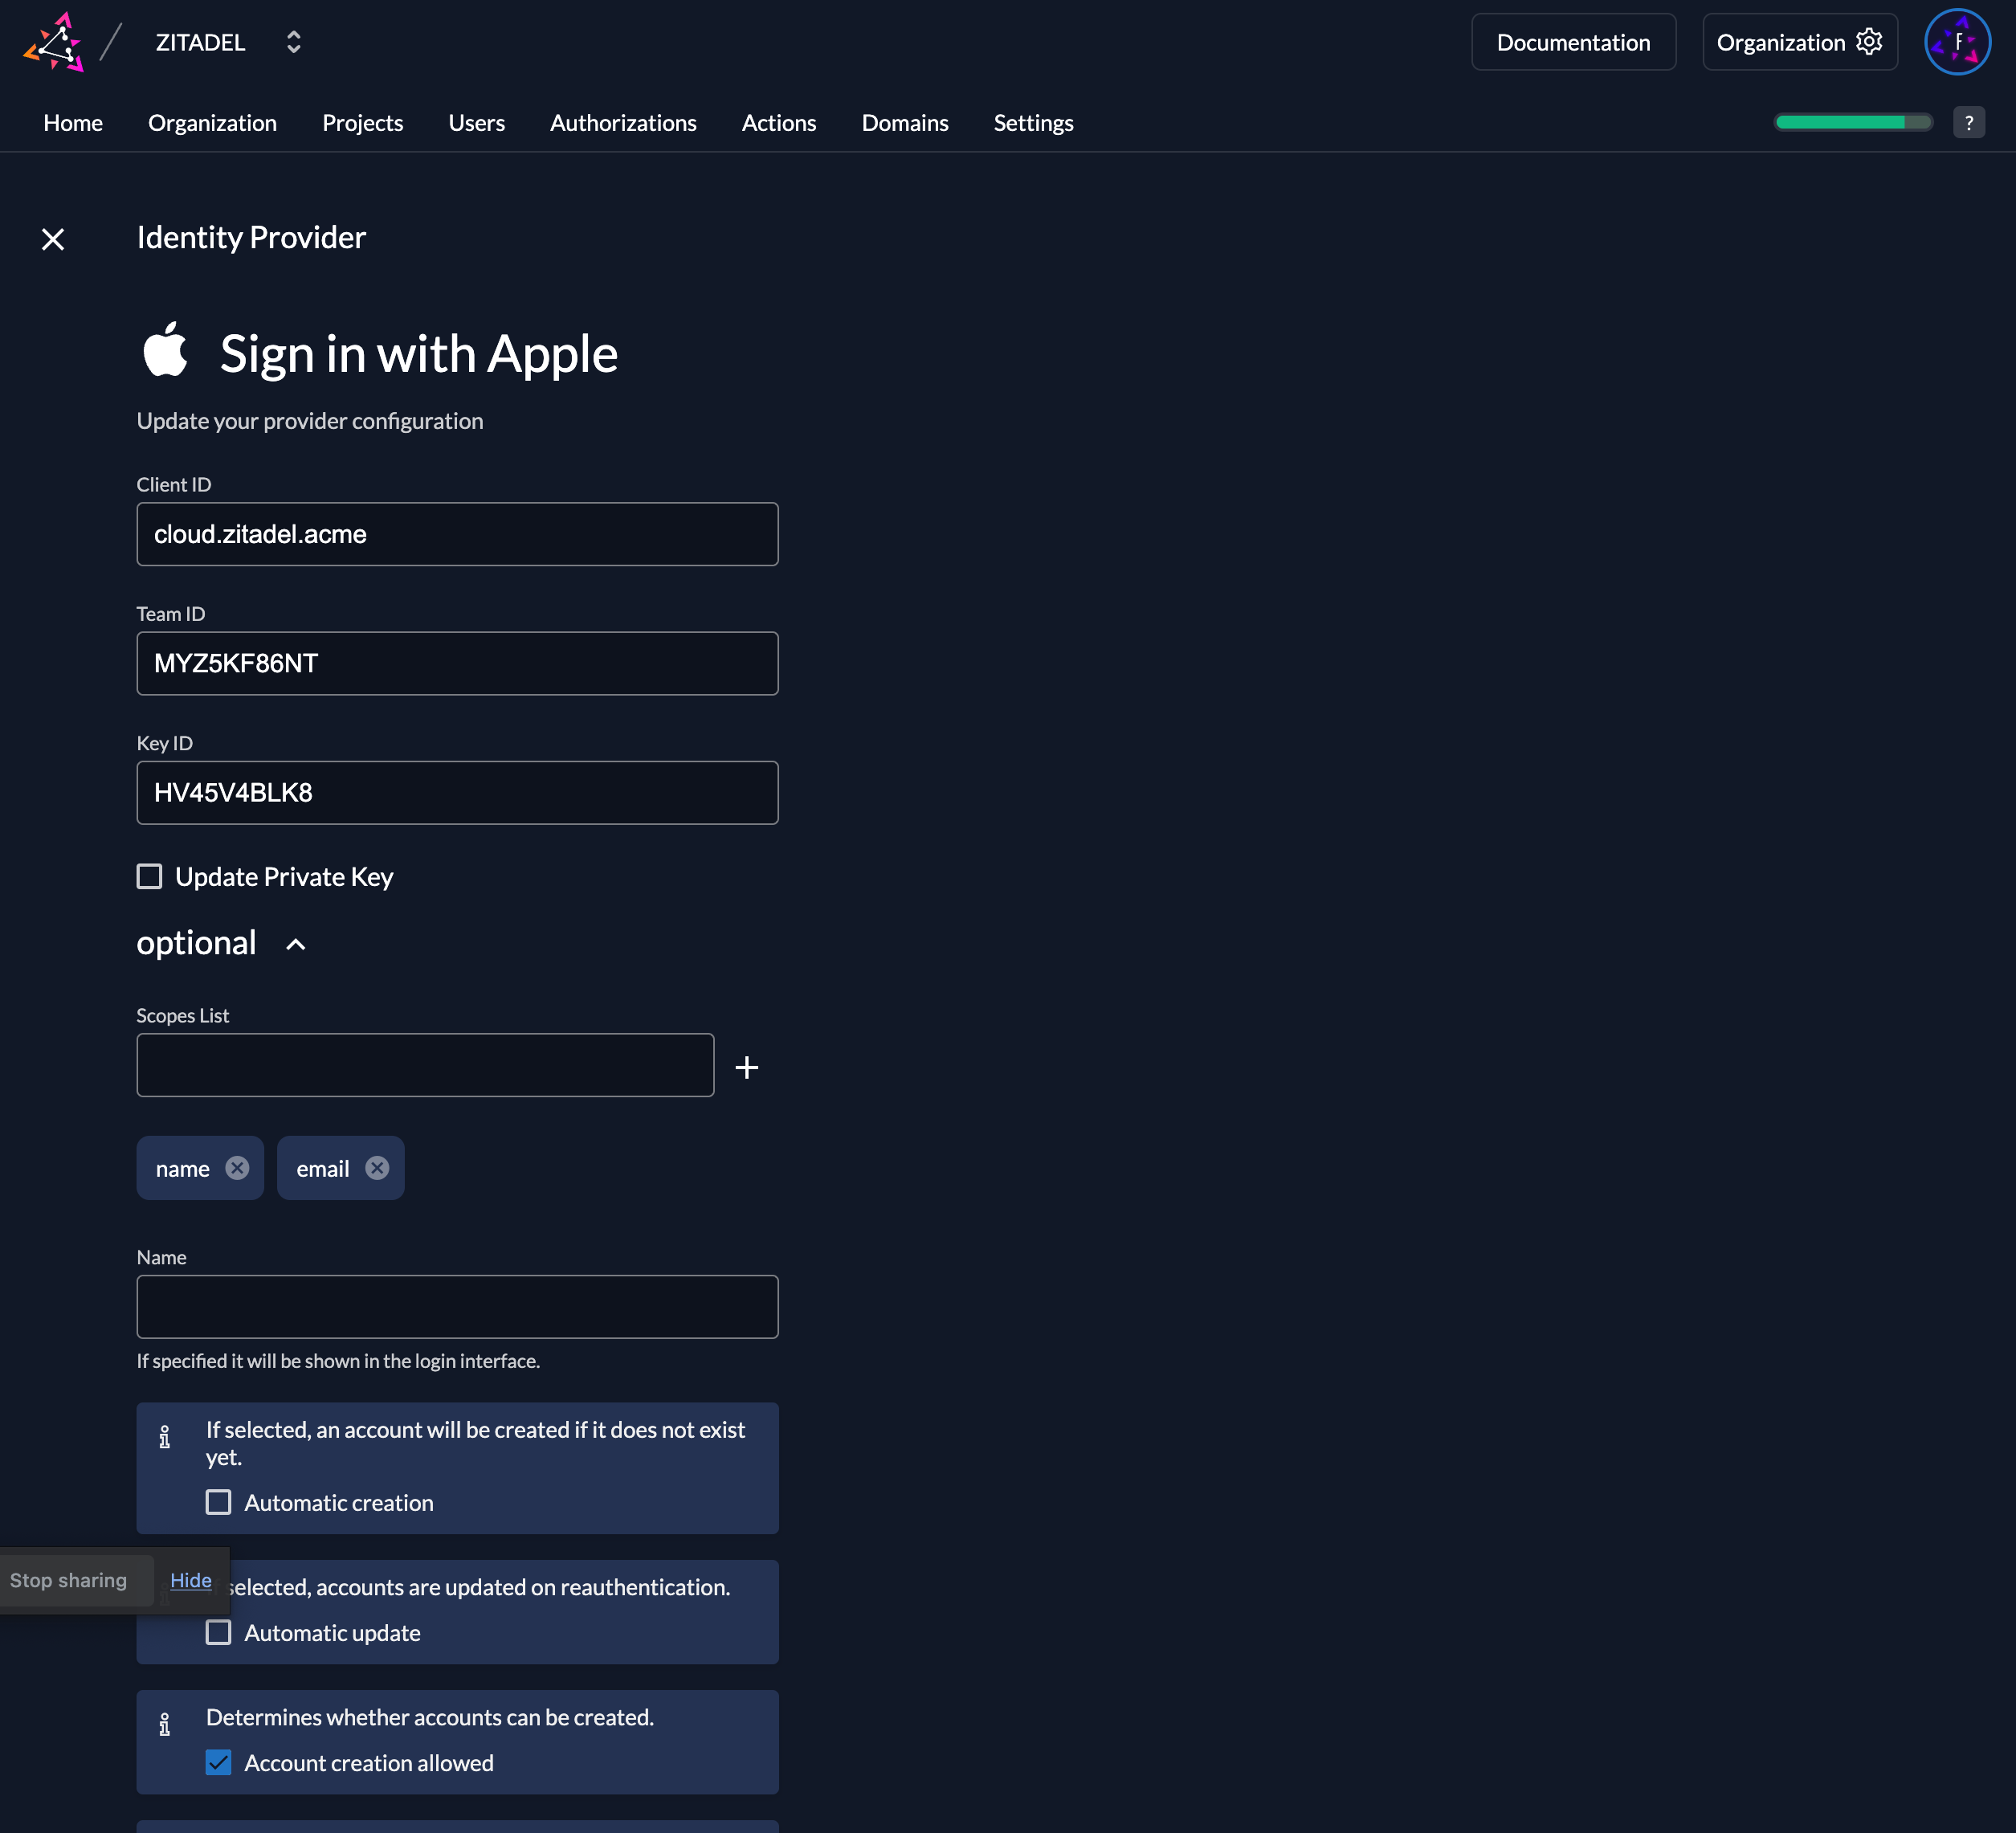 ZITADEL
Documentation
Organization
F
Home Organization Projects Users Authorizations Actions Domains Settings
?
Identity Provider
Sign in with Apple
Update your provider configuration
Client ID
cloud.zitadel.acme
Team ID
MYZ5KF86NT
Key ID
HV45V4BLK8
Update Private Key
optional
Scopes List
name
email
Name
If specified it will be shown in the login interface.
If selected, an account will be created if it does not exist
yet.
Automatic creation
Stop sharing Hide
selected, accounts are updated on reauthentication.
Automatic update
Determines whether accounts can be created.
Account creation allowed